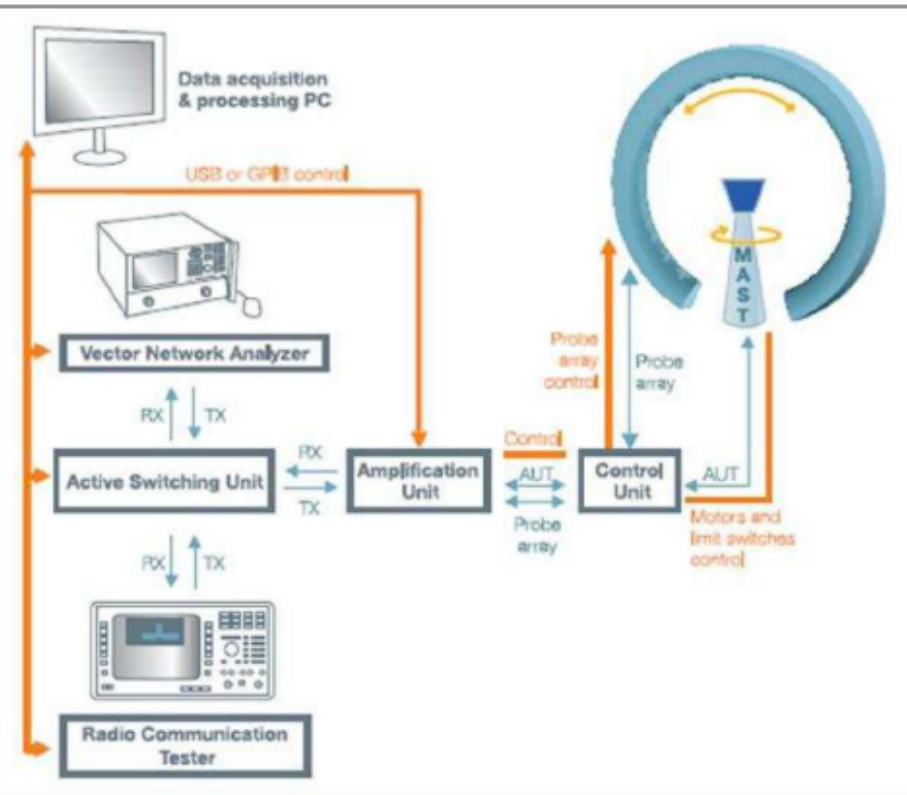 Data acquisition
& processing PC
USB or GPIB control
Vector Network Analyzer
RX
TX
Active Switching Unit
RX
TX
Amplification
Unit
Control
AUT
Probe
array
Control
Unit
Probe
array
control
Probe
array
MAST
AUT
Motors and
limit switches
control
RX
TX
Radio Communication
Tester